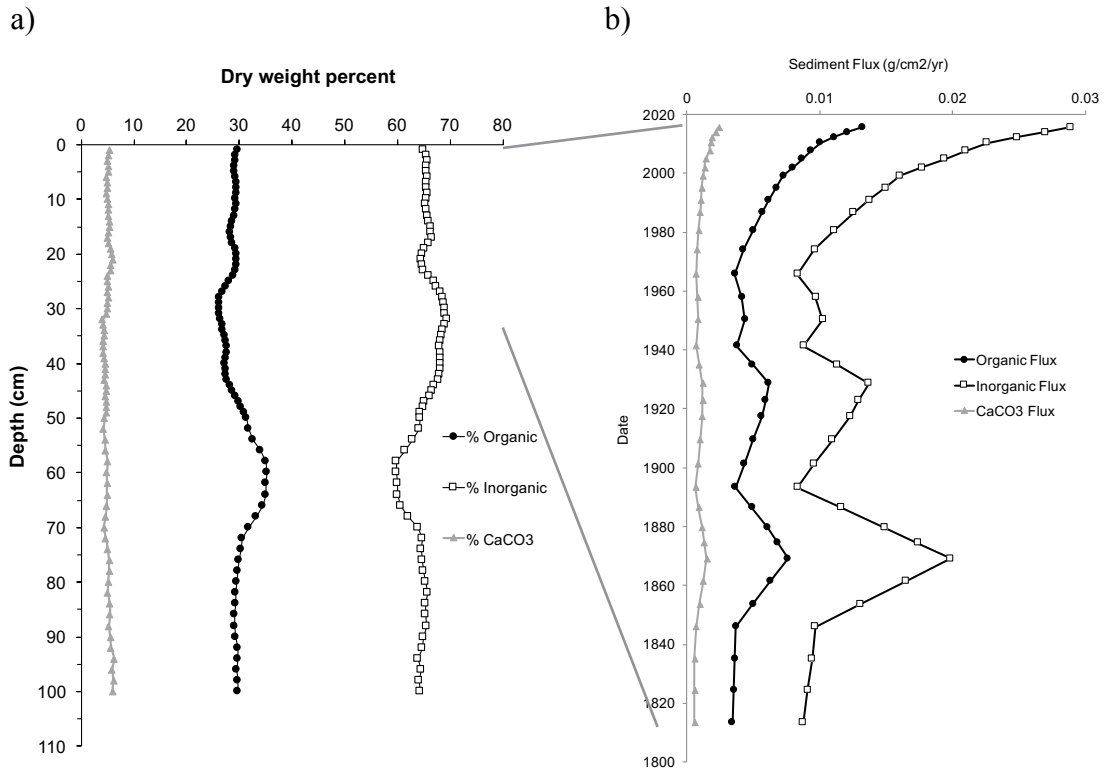 a)
Dry weight percent
0 10 20 30 40 50 60 70 80
0
10
20
30
40
50
60
70
80
90
100
110
Depth (cm)
% Organic
% Inorganic
% CaCO3
b)
Sediment Flux (g/cm2/yr)
0 0.01 0.02 0.03
2020
2000
1980
1960
1940
1920
1900
1880
1860
1840
1820
1800
Date
Organic Flux
Inorganic Flux
CaCO3 Flux